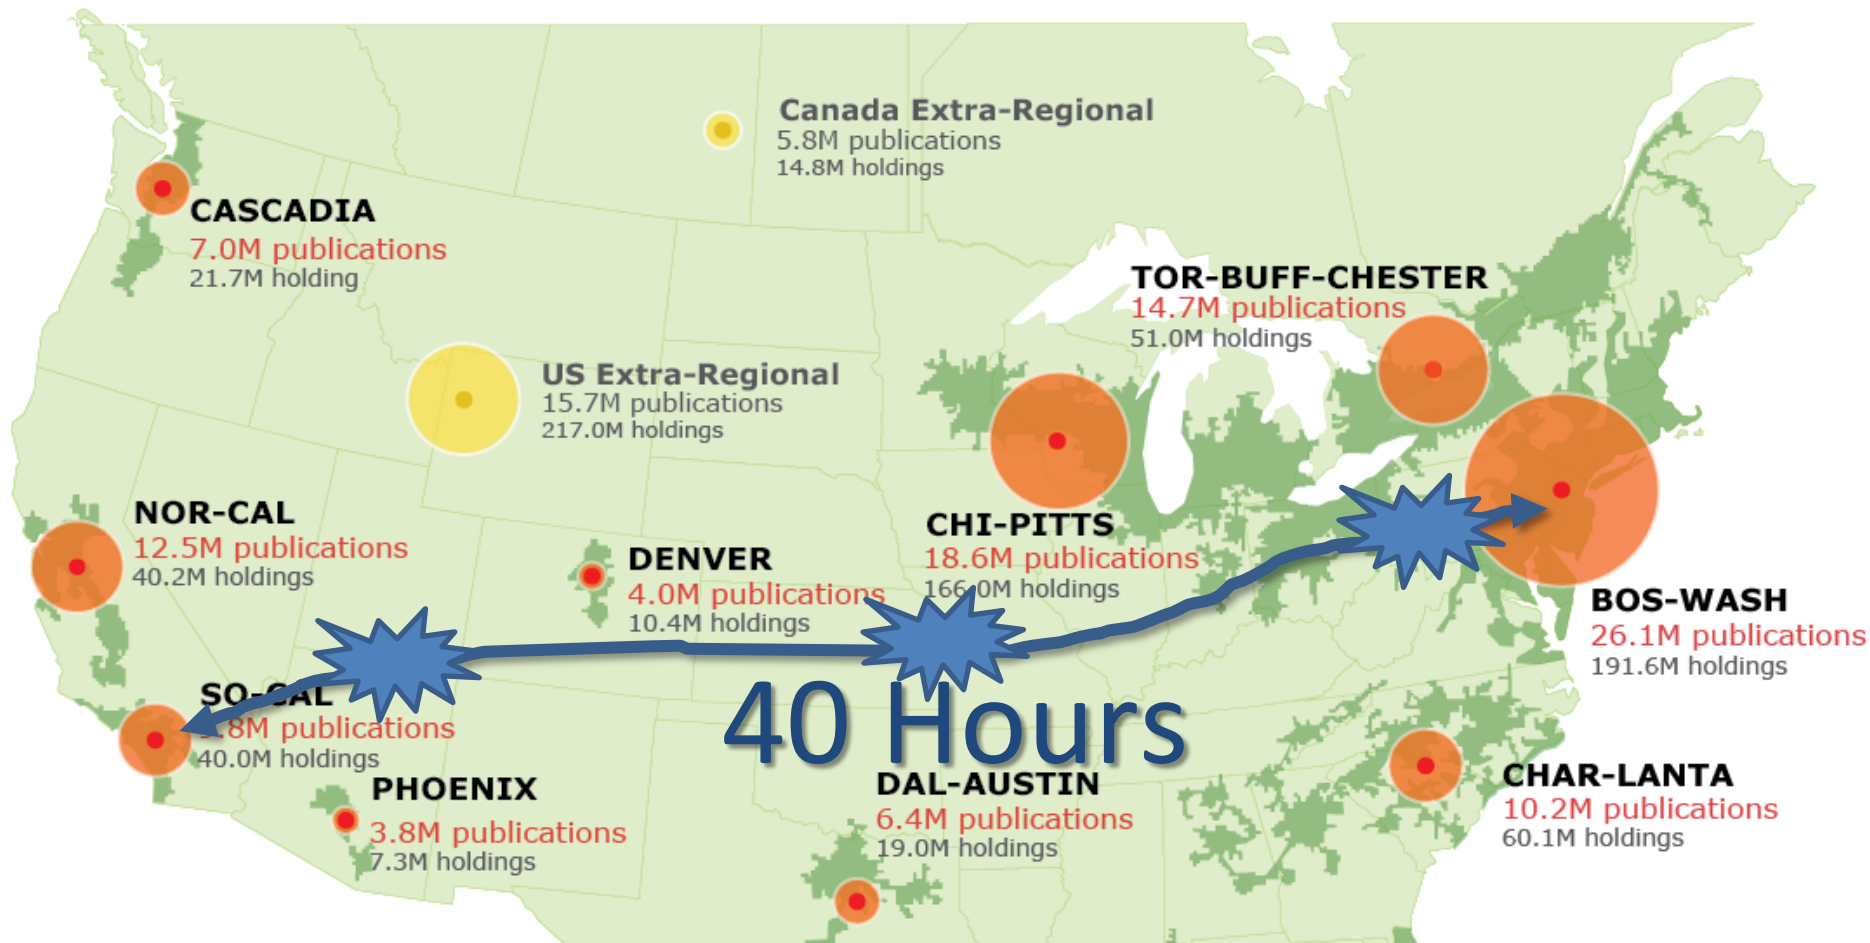 Canada Extra-Regional
5.8M publications
14.8M holdings
CASCADIA
7.0M publications
21.7M holding
TOR-BUFF-CHESTER
14.7M publications
51.0M holdings
US Extra-Regional
15.7M publications
217.0M holdings
NOR-CAL
12.5M publications
40.2M holdings
DENVER
4.0M publications
10.4M holdings
CHI-PITTS
18.6M publications
166.0M holdings
BOS-WASH
26.1M publications
191.6M holdings
SO-CAL
publications
40.0M holdings
40 Hours
PHOENIX
3.8M publications
7.3M holdings
DAL-AUSTIN
6.4M publications
19.0M holdings
CHAR-LANTA
10.2M publications
60.1M holdings